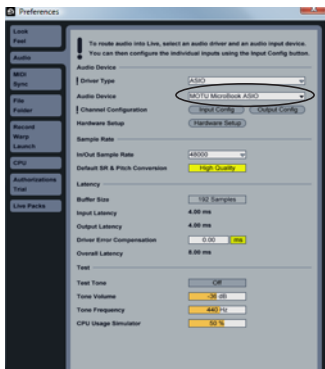 Preferences
Look
Feel
Audio
MIDI
Sync
File
Folder
Record
Warp
Launch
CPU
Authorizations
Trial
Live Packs
To route audio into Live, select an audio driver and an audio input device.
You can then configure the individual inputs using the Input Config button.
Audio Device
Driver Type ASIO
Audio Device MOTU MicroBook ASIO
Channel Configuration Input Config Output Config
Hardware Setup Hardware Setup
Sample Rate
In/Out Sample Rate 48000
Default SR & Pitch Conversion High Quality
Latency
Buffer Size 192 Samples
Input Latency 4.00 ms
Output Latency 4.00 ms
Driver Error Compensation 0.00 ms
Overall Latency 8.00 ms
Test
Test Tone Off
Tone Volume -36 dB
Tone Frequency 440 Hz
CPU Usage Simulator 50 %